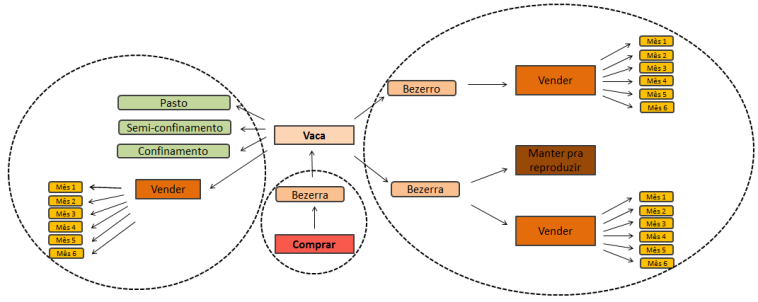 Pasto
Semi-confinamento
Confinamento
Vender
Mês 1
Mês 2
Mês 3
Mês 4
Mês 5
Mês 6
Vaca
Bezerra
Comprar
Bezerro
Vender
Mês 1
Mês 2
Mês 3
Mês 4
Mês 5
Mês 6
Bezerra
Manter pra
reproduzir
Vender
Mês 1
Mês 2
Mês 3
Mês 4
Mês 5
Mês 6